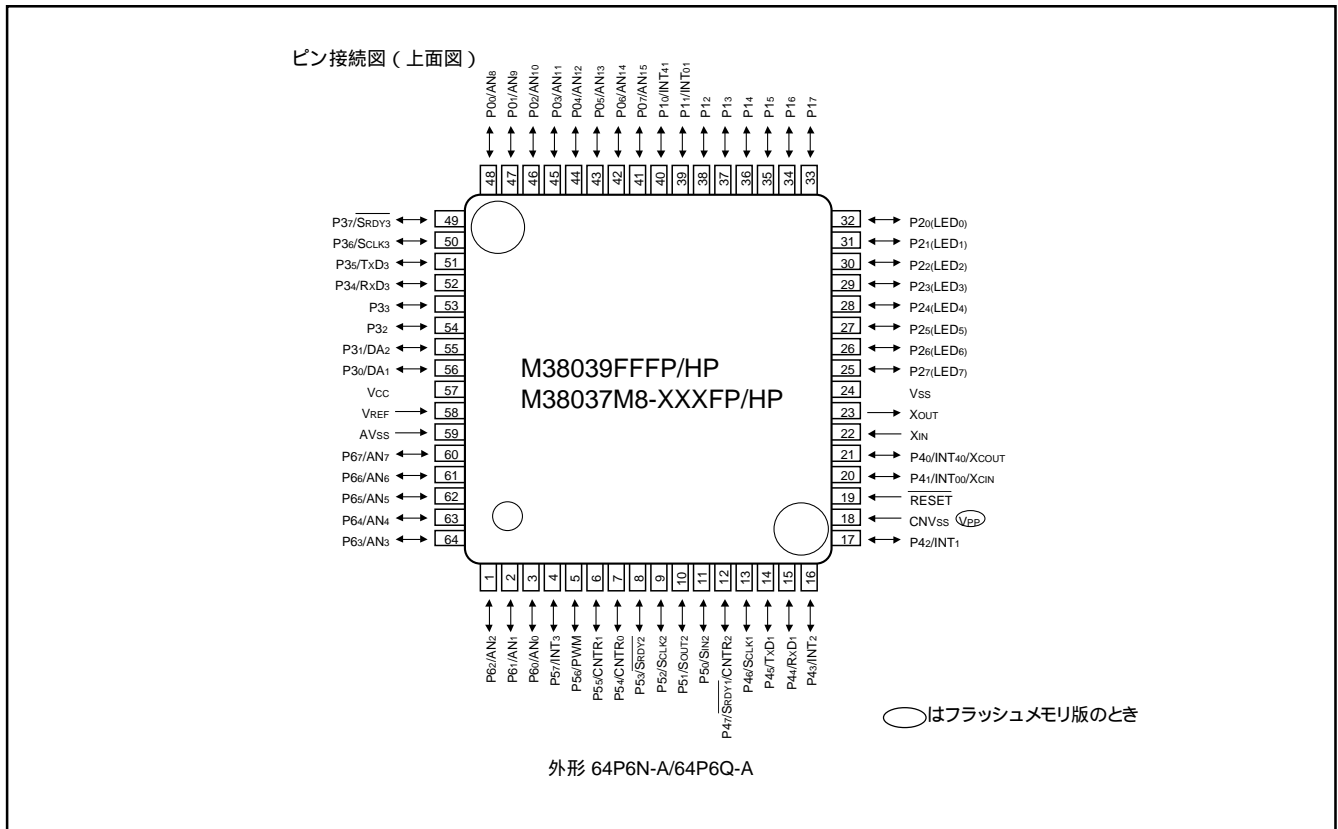 ピン接続図(上面図)
P00/AN8
P01/AN9
P02/AN10
P03/AN11
P04/AN12
P05/AN13
P06/AN14
P07/AN15
P10/INT41
P11/INT01
P12
P13
P14
P15
P16
P17
48
47
46
45
44
43
42
41
40
39
38
37
36
35
34
33
P37/SRDY3 49
P36/SCLK3 50
P35/TxD3 51
P34/RxD3 52
P33 53
P32 54
P31/DA2 55
P30/DA1 56
VCC 57
VREF 58
AVSS 59
P67/AN7 60
P66/AN6 61
P65/AN5 62
P64/AN4 63
P63/AN3 64
M38039FFFP/HP
M38037M8-XXXFP/HP
32 P20(LED0)
31 P21(LED1)
30 P22(LED2)
29 P23(LED3)
28 P24(LED4)
27 P25(LED5)
26 P26(LED6)
25 P27(LED7)
24 VSS
23 XOUT
22 XIN
21 P40/INT40/XCOUT
20 P41/INT00/XCIN
19 RESET
18 CNVSS VPP
17 P42/INT1
1
2
3
4
5
6
7
8
9
10
11
12
13
14
15
16
P62/AN2
P61/AN1
P60/AN0
P57/INT3
P56/PWM
P55/CNTR1
P54/CNTR0
P53/SRDY2
P52/SCLK2
P51/SOUT2
P50/SIN2
P47/SRDY1/CNTR2
P46/SCLK1
P45/TxD1
P44/RxD1
P43/INT2
はフラッシュメモリ版のとき
外形 64P6N-A/64P6Q-A